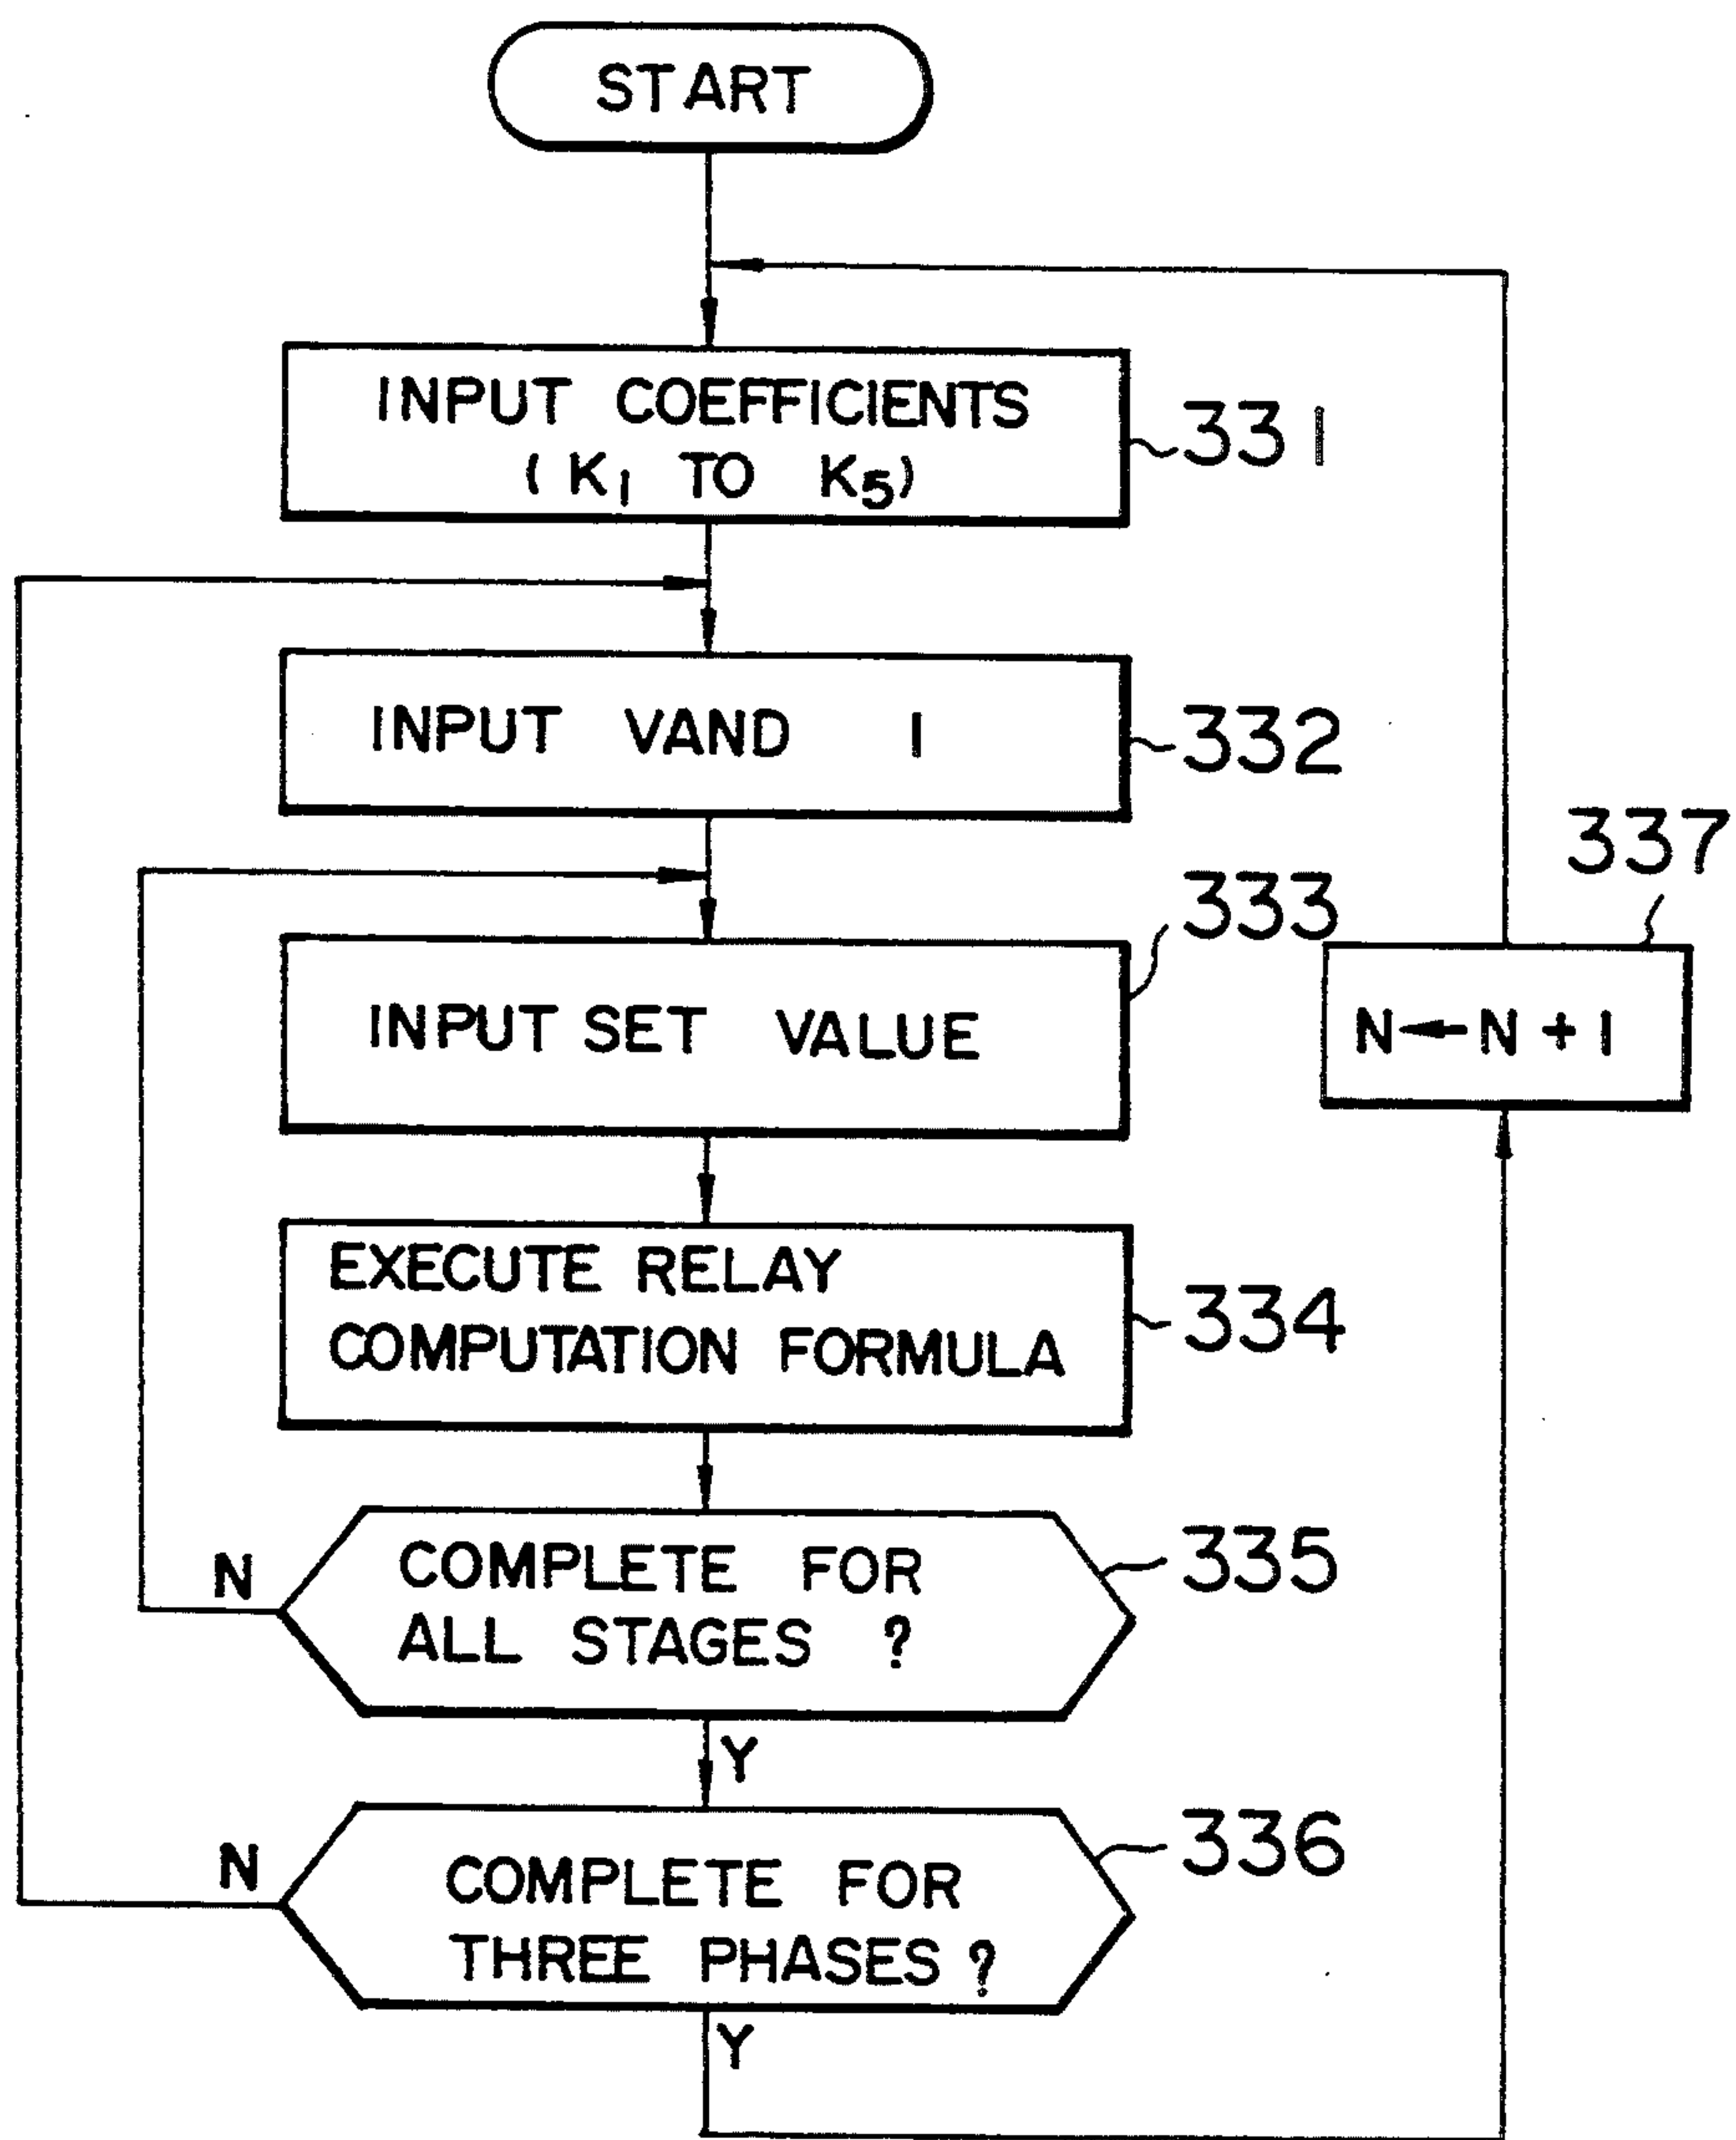 START
INPUT COEFFICIENTS
(K1 TO K5)
331
INPUT VAND I
332
337
333
INPUT SET VALUE
N←N+1
EXECUTE RELAY
COMPUTATION FORMULA
334
N
COMPLETE FOR
ALL STAGES ?
335
Y
N
COMPLETE FOR
THREE PHASES ?
336
Y